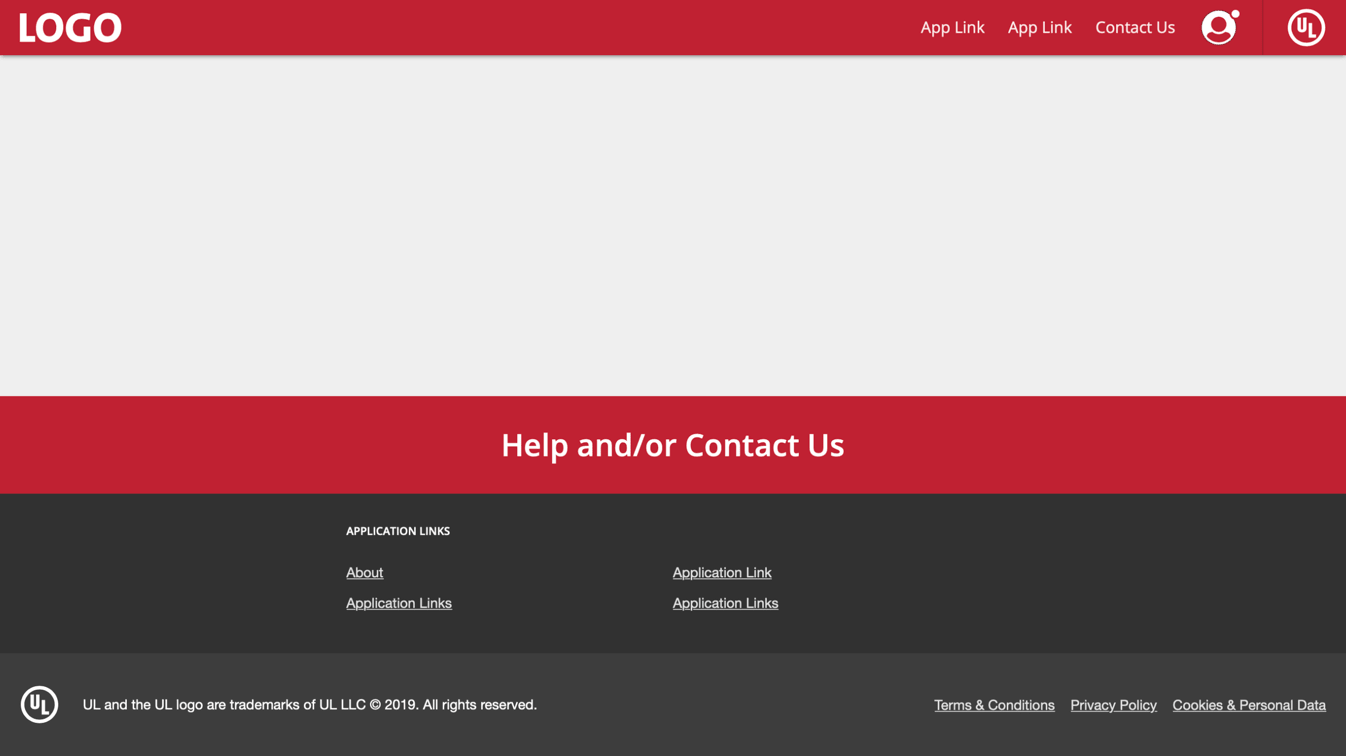 LOGO
App Link
App Link
Contact Us
UL
Help and/or Contact Us
APPLICATION LINKS
About
Application Link
Application Links
Application Links
UL
UL and the UL logo are trademarks of UL LLC © 2019. All rights reserved.
Terms & Conditions
Privacy Policy
Cookies & Personal Data